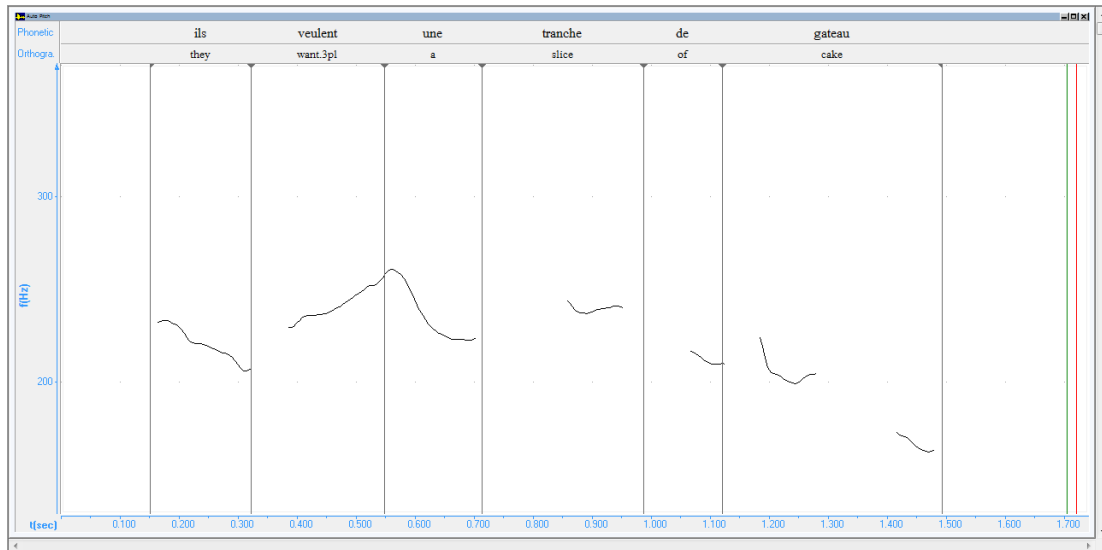 Auto Pitch
Phonetic ils veulent une tranche de gateau
Orthogra. they want.3pl a slice of cake
300
f(Hz)
200
t(sec) 0.100 0.200 0.300 0.400 0.500 0.600 0.700 0.800 0.900 1.000 1.100 1.200 1.300 1.400 1.500 1.600 1.700